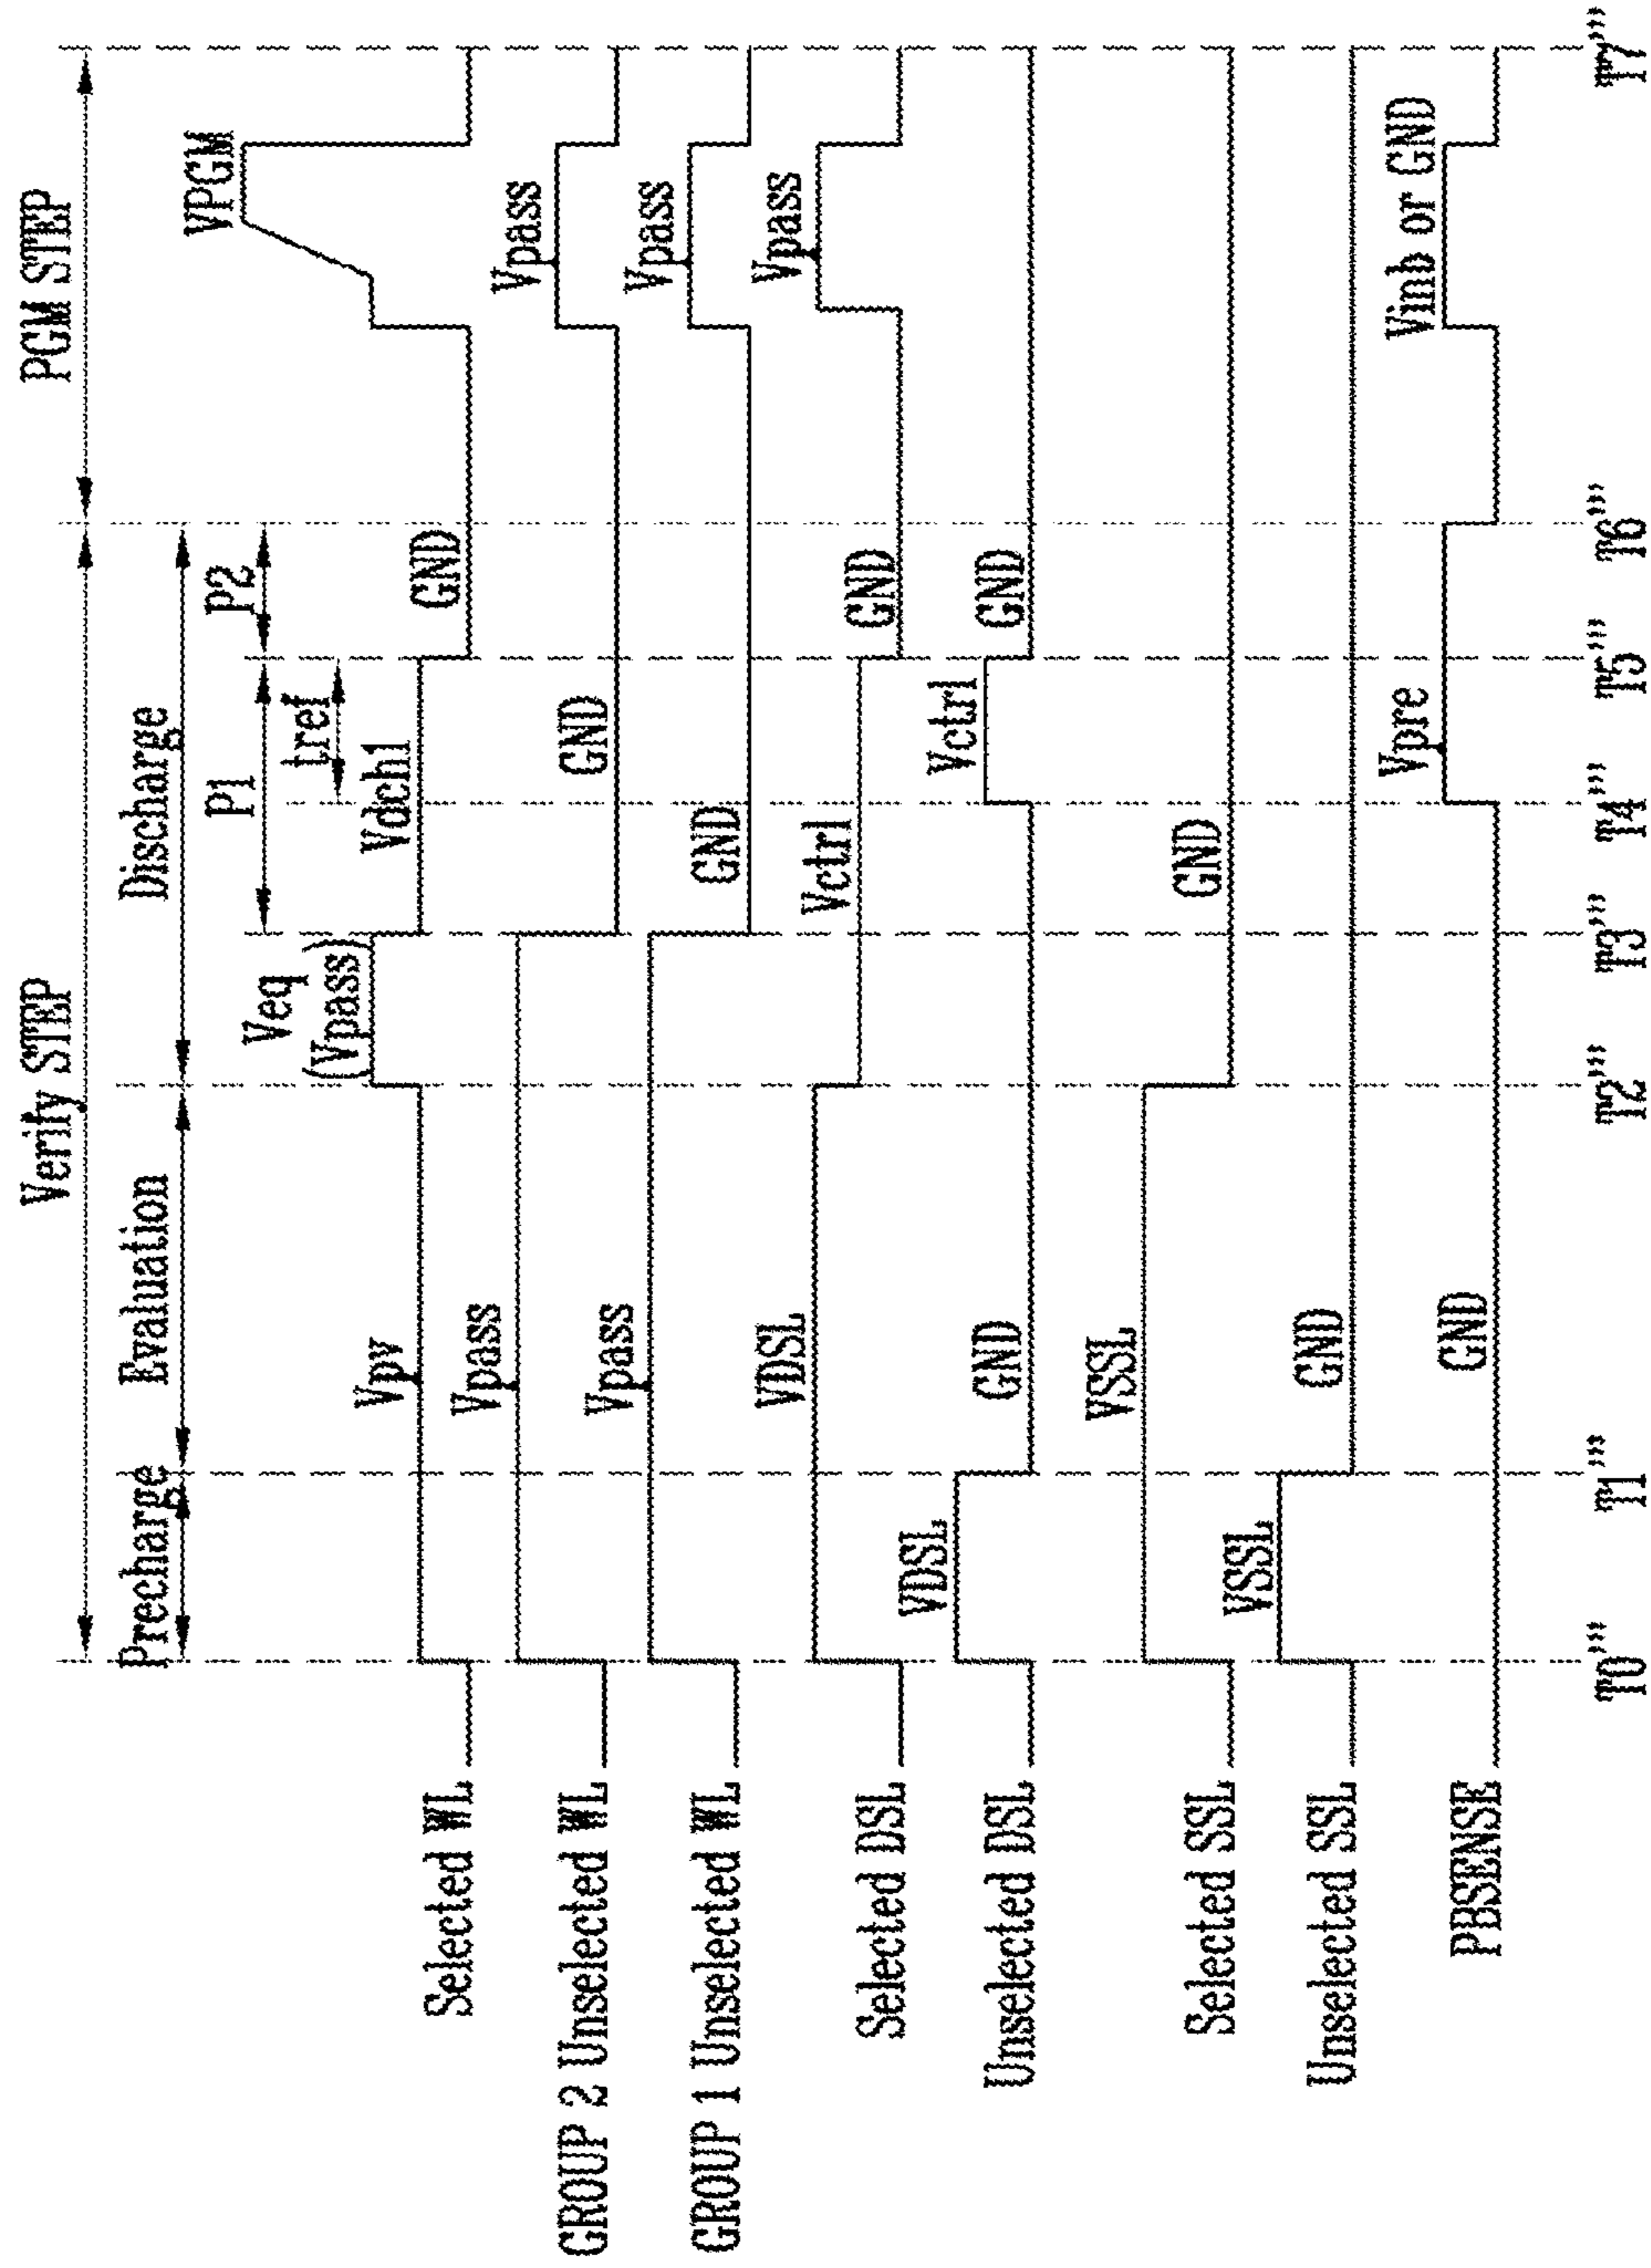 Verify STEP
PGM STEP
Precharge
Evaluation
Discharge
P1
P2
tref
Selected WL
Vpv
Veq
(Vpass)
Vdch1
GND
VPGM
GROUP 2 Unselected WL
Vpass
GND
Vpass
GROUP 1 Unselected WL
Vpass
GND
Vpass
Selected DSL
VDSL
Vctrl
GND
Vpass
Unselected DSL
VDSL
GND
Vctrl
GND
Selected SSL
VSSL
GND
Unselected SSL
VSSL
GND
PBSENSE
GND
Vpre
Vinh or GND
T0'''
T1'''
T2'''
T3'''
T4'''
T5'''
T6'''
T7'''